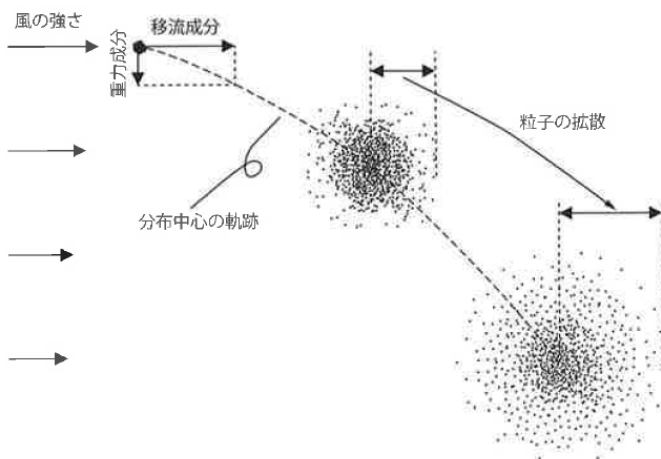 風の強さ
移流成分
重力成分
粒子の拡散
分布中心の軌跡